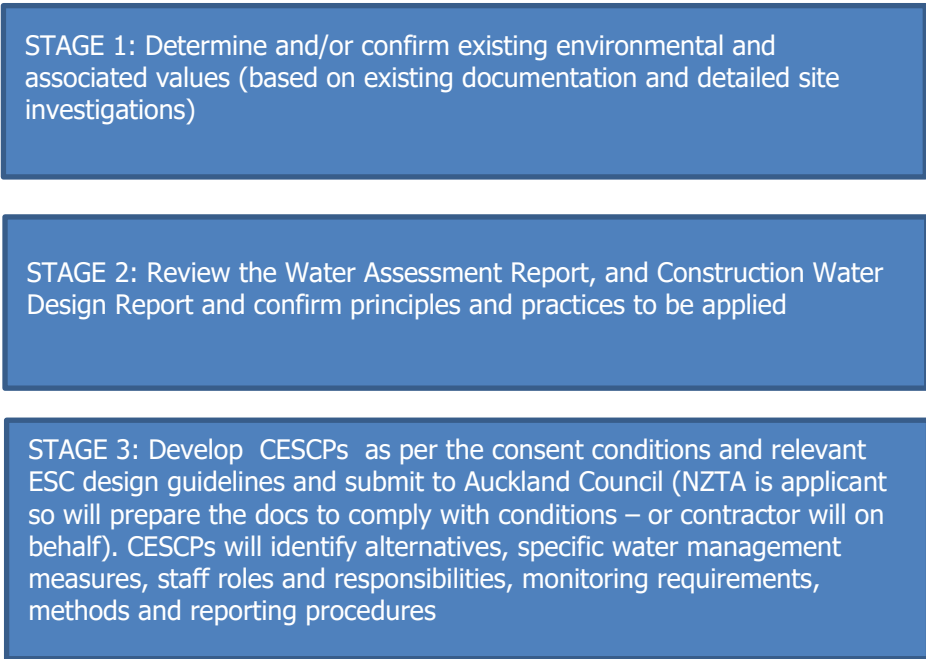 STAGE 1: Determine and/or confirm existing environmental and
associated values (based on existing documentation and detailed site
investigations)
STAGE 2: Review the Water Assessment Report, and Construction Water
Design Report and confirm principles and practices to be applied
STAGE 3: Develop CESCPs as per the consent conditions and relevant
ESC design guidelines and submit to Auckland Council (NZTA is applicant
so will prepare the docs to comply with conditions – or contractor will on
behalf). CESCPs will identify alternatives, specific water management
measures, staff roles and responsibilities, monitoring requirements,
methods and reporting procedures